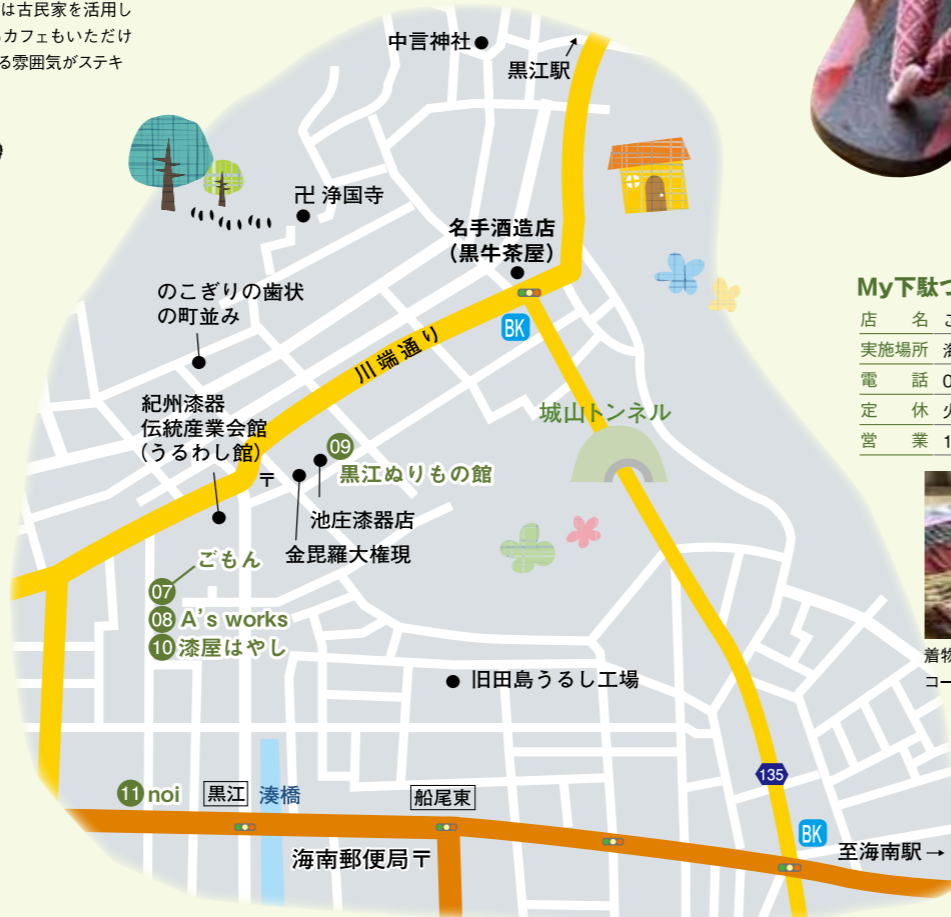 は古民家を活用し
カフェもいただけ
る雰囲気がステキ
中言神社
黒江駅
卍 浄国寺
名手酒造店
(黒牛茶屋)
BK
のこぎりの歯状
の町並み
川端通り
城山トンネル
紀州漆器
伝統産業会館
(うるわし館)
〒
09
黒江ぬりもの館
池庄漆器店
金毘羅大権現
ごもん
07
08 A's works
10 漆屋はやし
旧田島うるし工場
135
11 noi
黒江
湊橋
船尾東
BK
海南郵便局〒
至海南駅→
My下駄
店 名
実施場所 海
電 話 0
定 休 火
営 業 1
着物
コー